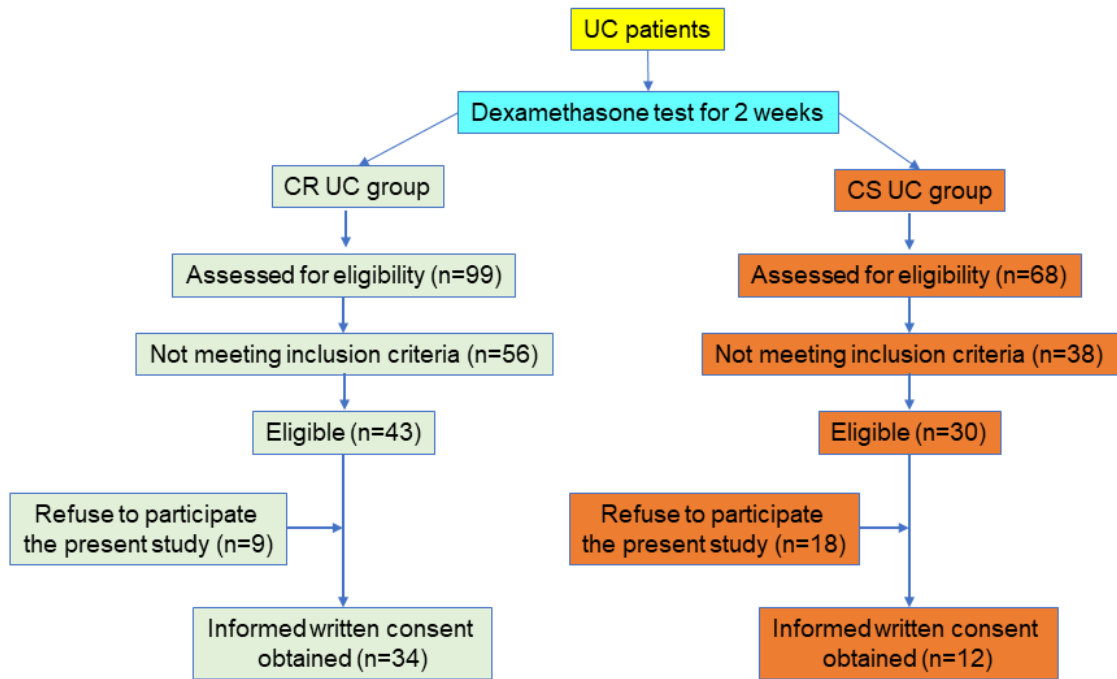 UC patients
Dexamethasone test for 2 weeks
CR UC group
CS UC group
Assessed for eligibility (n=99)
Assessed for eligibility (n=68)
Not meeting inclusion criteria (n=56)
Not meeting inclusion criteria (n=38)
Eligible (n=43)
Eligible (n=30)
Refuse to participate
the present study (n=9)
Refuse to participate
the present study (n=18)
Informed written consent
obtained (n=34)
Informed written consent
obtained (n=12)